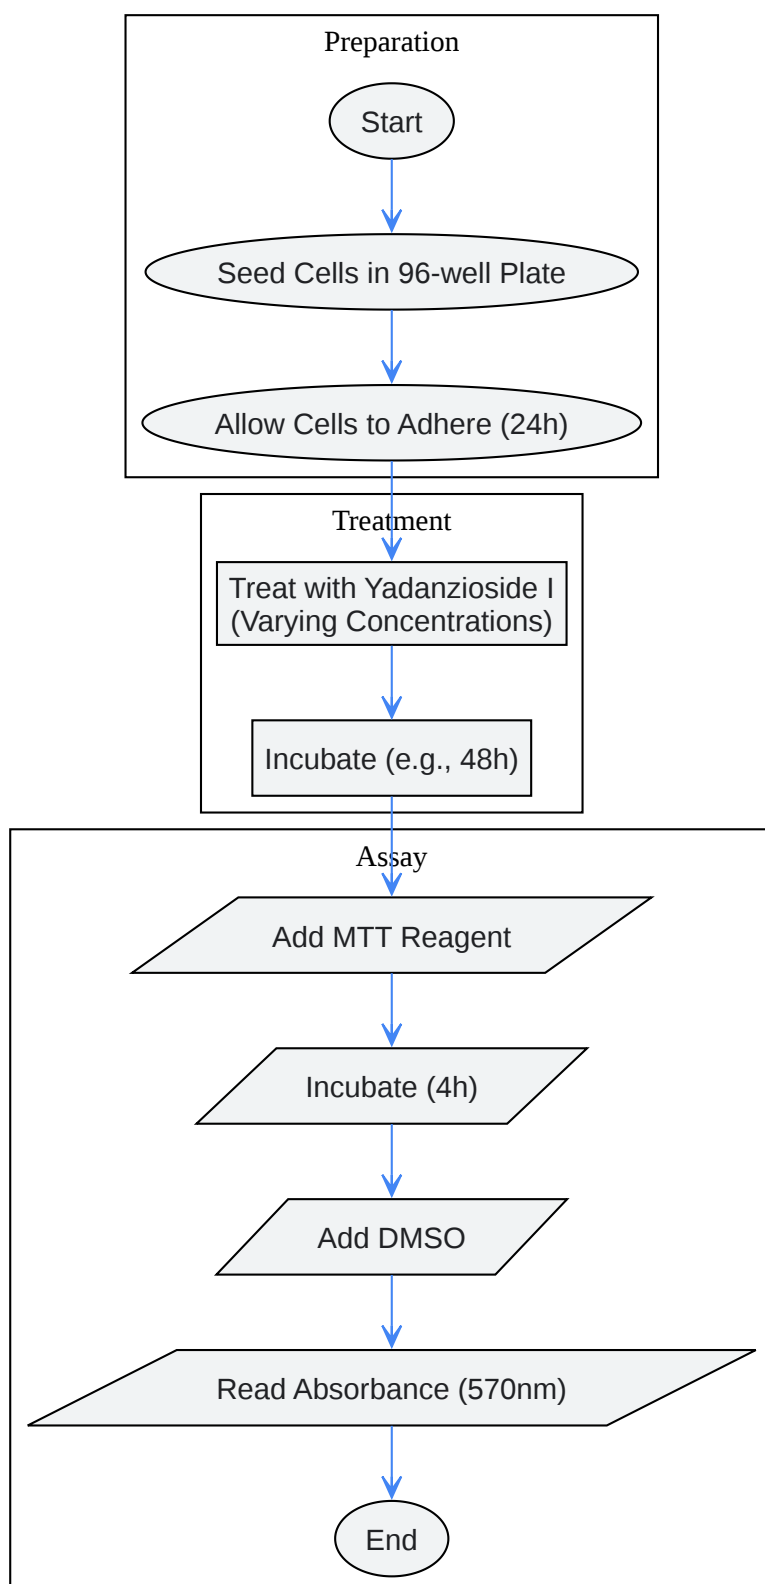 Preparation
Start
Seed Cells in 96-well Plate
Allow Cells to Adhere (24h)
Treatment
Treat with Yadanzioside I
(Varying Concentrations)
Incubate (e.g., 48h)
Assay
Add MTT Reagent
Incubate (4h)
Add DMSO
Read Absorbance (570nm)
End